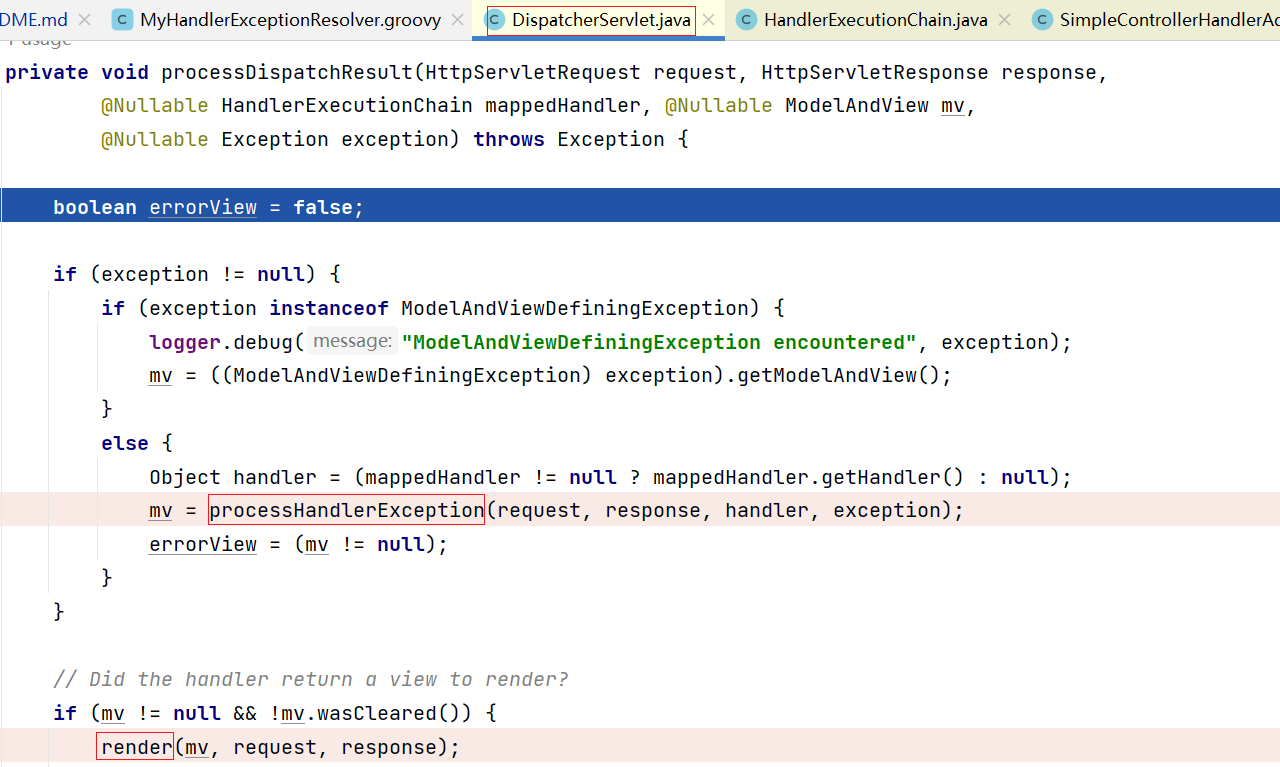 DME.md MyHandlerExceptionResolver.groovy DispatcherServlet.java HandlerExecutionChain.java SimpleControllerHandlerAd
1 usage
private void processDispatchResult(HttpServletRequest request, HttpServletResponse response,
@Nullable HandlerExecutionChain mappedHandler, @Nullable ModelAndView mv,
@Nullable Exception exception) throws Exception {
boolean errorView = false;
if (exception != null) {
if (exception instanceof ModelAndViewDefiningException) {
logger.debug( message: "ModelAndViewDefiningException encountered", exception);
mv = ((ModelAndViewDefiningException) exception).getModelAndView();
}
else {
Object handler = (mappedHandler != null ? mappedHandler.getHandler() : null);
mv = processHandlerException(request, response, handler, exception);
errorView = (mv != null);
}
}
// Did the handler return a view to render?
if (mv != null && !mv.wasCleared()) {
render(mv, request, response);